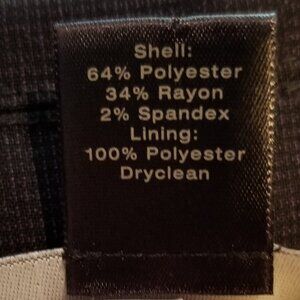 Shell:
64% Polyester
34% Rayon
2% Spandex
Lining:
100% Polyester
Dryclean